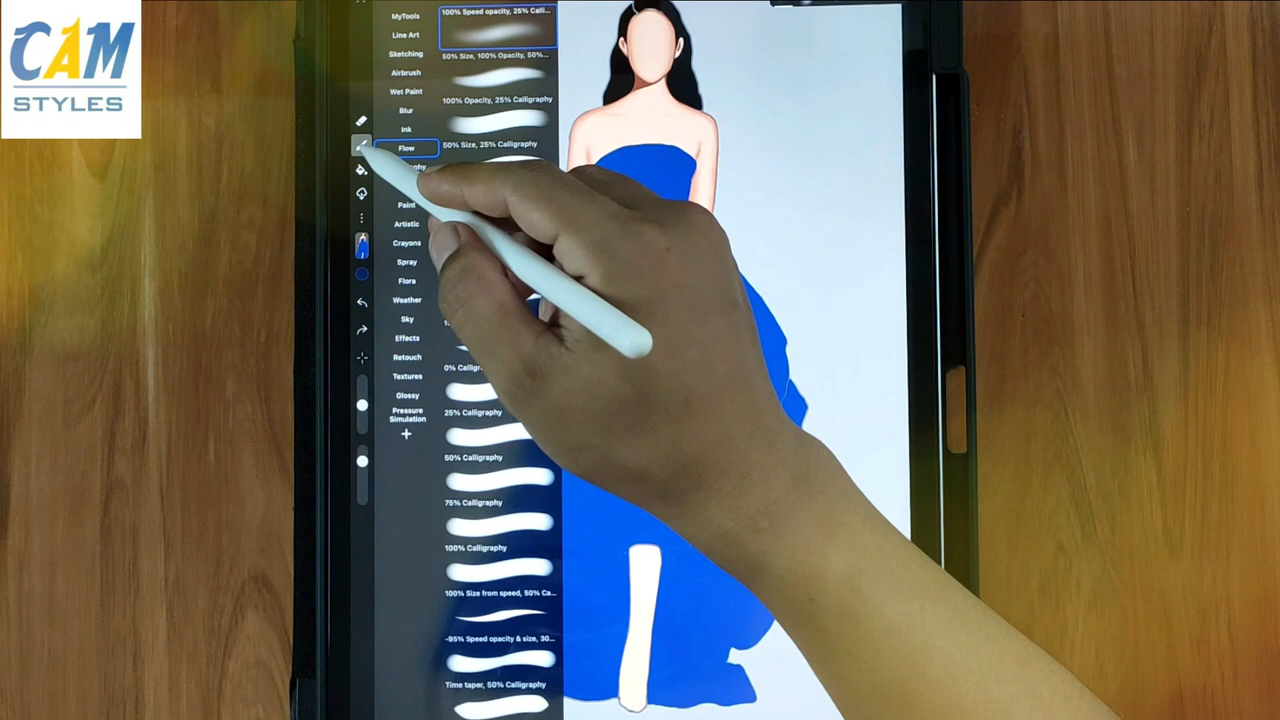 CAM
STYLES
MyTools
Line Art
Sketching
Airbrush
Wet Paint
Blur
Ink
Flow
Paint
Artistic
Crayons
Spray
Flora
Weather
Sky
Effects
Retouch
Textures
Glossy
Pressure
Simulation
+
100% Speed opacity, 25% Calli...
50% Size, 100% Opacity, 50%...
100% Opacity, 25% Calligraphy
50% Size, 25% Calligraphy
25% Calligraphy
50% Calligraphy
75% Calligraphy
100% Calligraphy
100% Size from speed, 50% Ca...
-95% Speed opacity & size, 30...
Time taper, 50% Calligraphy